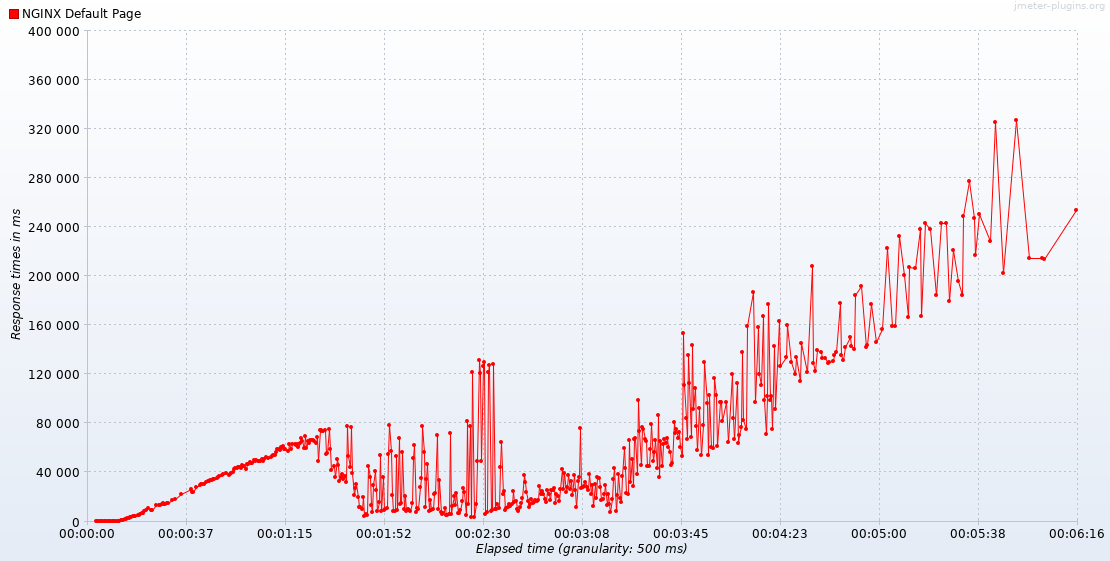 NGINX Default Page
jmeter-plugins.org
400 000
360 000
320 000
280 000
240 000
200 000
160 000
120 000
80 000
40 000
0
Response times in ms
00:00:00 00:00:37 00:01:15 00:01:52 00:02:30 00:03:08 00:03:45 00:04:23 00:05:00 00:05:38 00:06:16
Elapsed time (granularity: 500 ms)